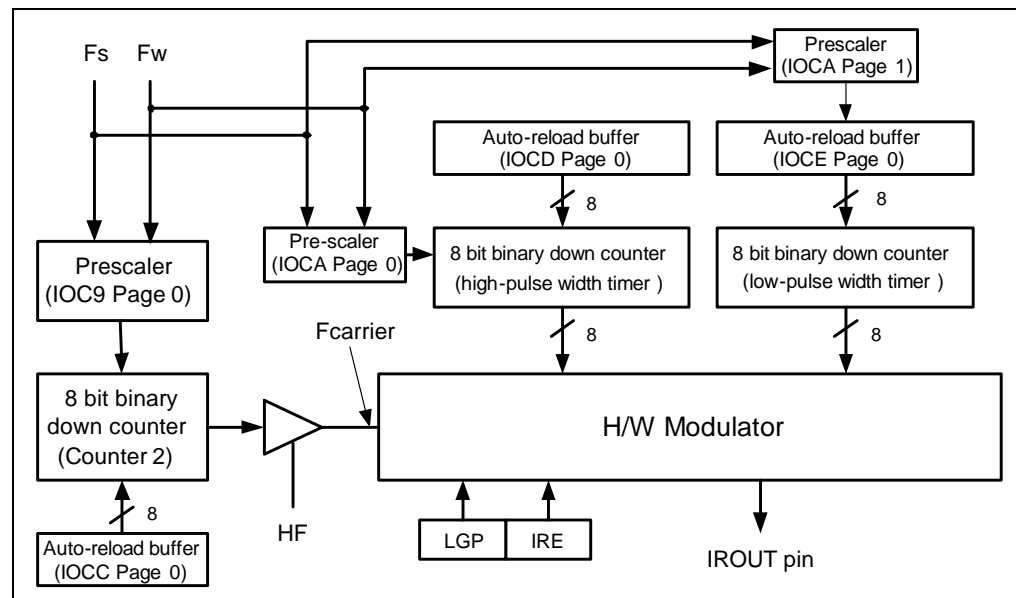 Fs
Fw
Prescaler
(IOCA Page 1)
Auto-reload buffer
(IOCD Page 0)
Auto-reload buffer
(IOCE Page 0)
8
8
Pre-scaler
(IOCA Page 0)
8 bit binary down counter
(high-pulse width timer )
8 bit binary down counter
(low-pulse width timer )
Prescaler
(IOC9 Page 0)
8
8
Fcarrier
8 bit binary
down counter
(Counter 2)
H/W Modulator
8
HF
LGP
IRE
IROUT pin
Auto-reload buffer
(IOCC Page 0)